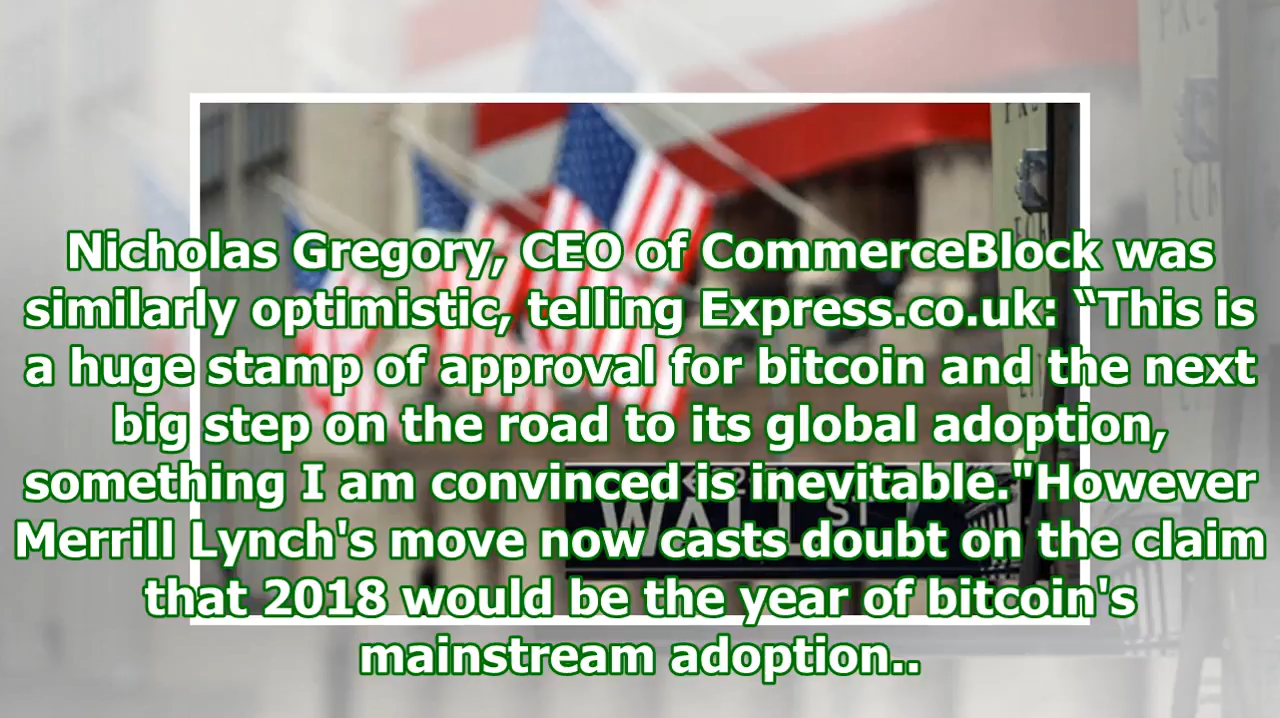 Nicholas Gregory, CEO of CommerceBlock was
similarly optimistic, telling Express.co.uk: “This is
a huge stamp of approval for bitcoin and the next
big step on the road to its global adoption,
something I am convinced is inevitable."However
Merrill Lynch's move now casts doubt on the claim
that 2018 would be the year of bitcoin's
mainstream adoption..
WALL ST